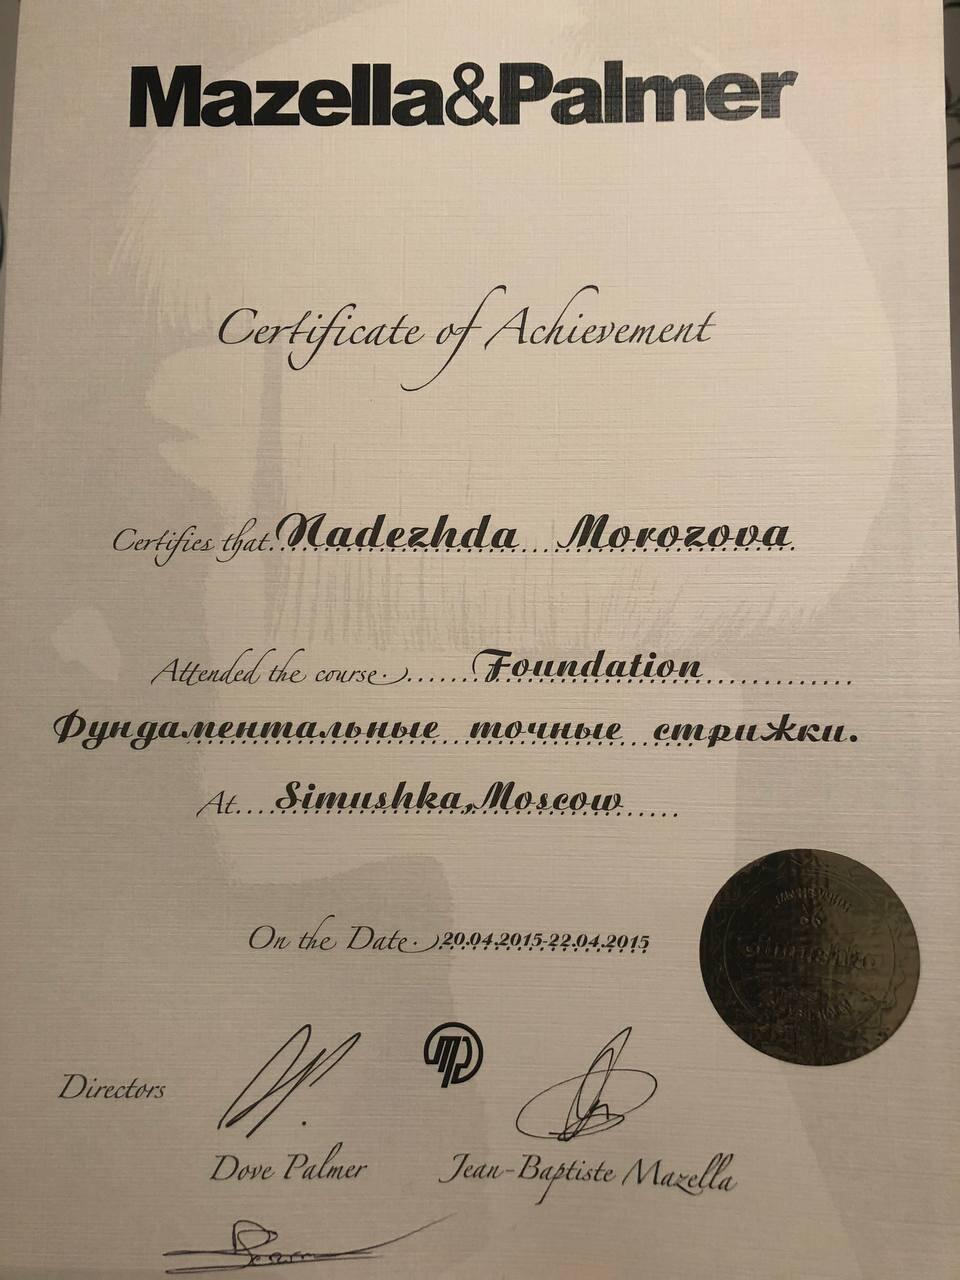 Mazella&Palmer
Certificate of Achievement
Certifies that Nadezhda Morozova
Attended the course Foundation
Фундаментальные точные стрижки.
At Simushka, Moscow
On the Date 20.04.2015-22.04.2015
Directors
Dove Palmer
Jean-Baptiste Mazella